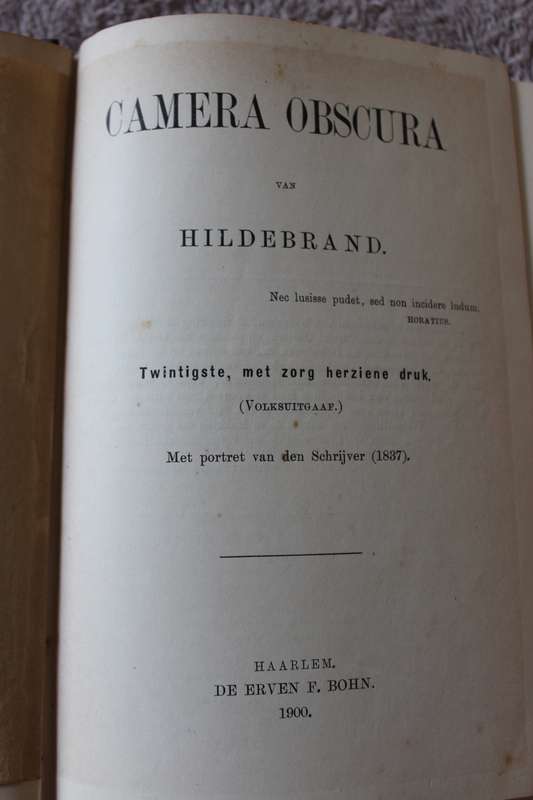 CAMERA OBSCURA
VAN
HILDEBRAND.
Nec lusisse pudet, sed non incidere ludum.
HORATIUS.
Twintigste, met zorg herziene druk.
(VOLKSUITGAAF.)
Met portret van den Schrijver (1837).
HAARLEM.
DE ERVEN F. BOHN.
1900.